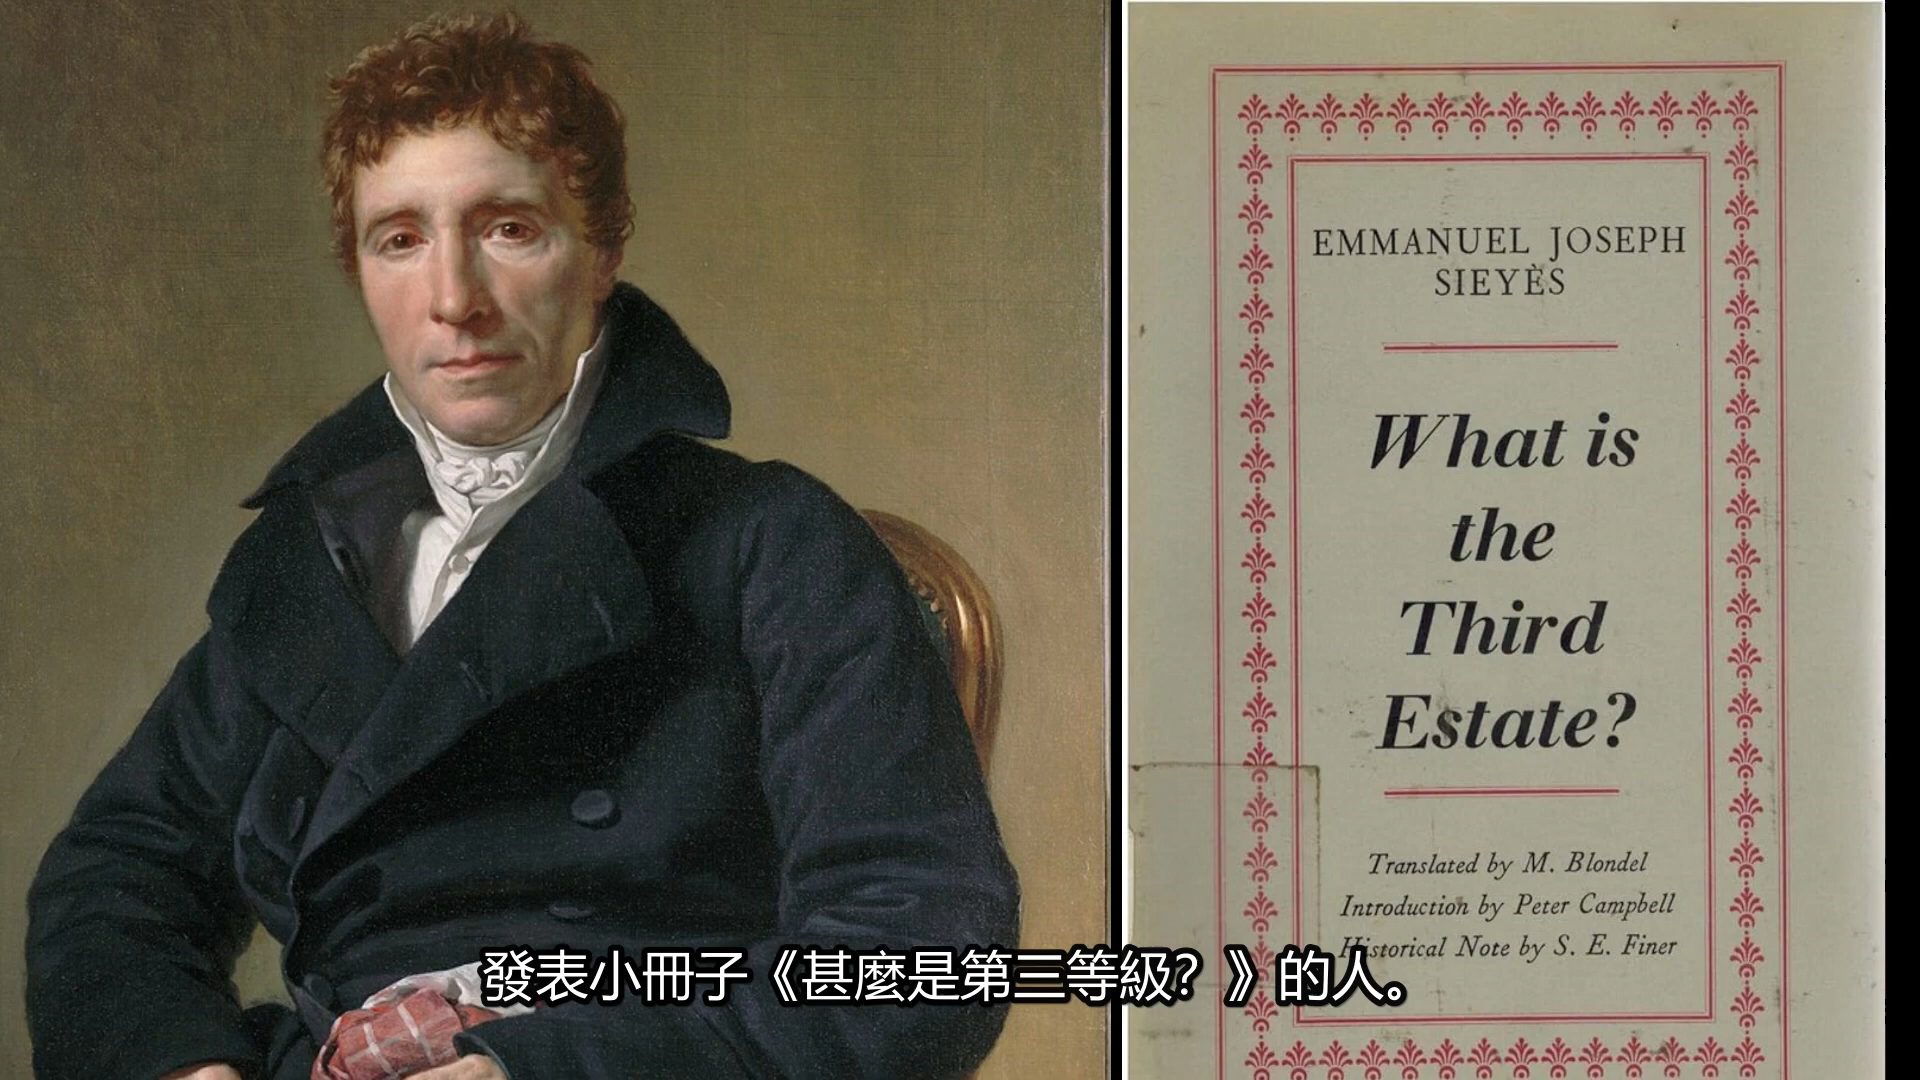 EMMANUEL JOSEPH
SIEYÈS
What is
the
Third
Estate?
Translated by M. Blondel
Introduction by Peter Campbell
Historical Note by S. E. Finer
發表小冊子《甚麼是第三等級？》的人。